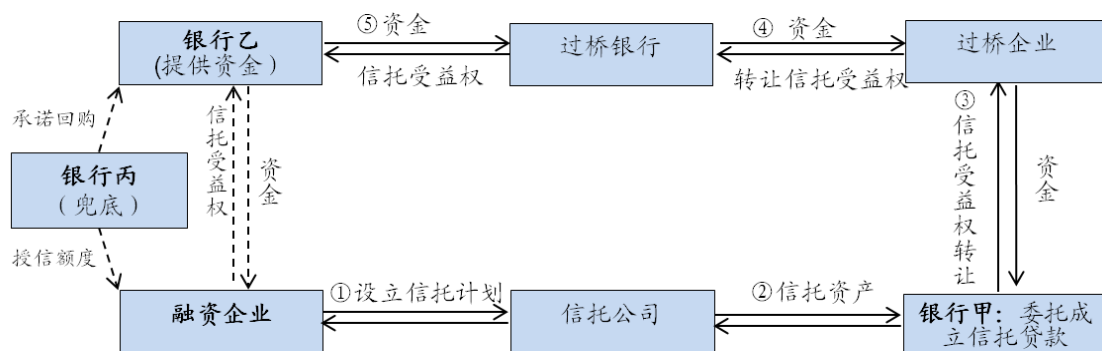 银行乙
(提供资金)
⑤资金
信托受益权
过桥银行
④ 资金
转让信托受益权
过桥企业
承诺回购
银行丙
(兜底)
授信额度
信托受益权
资金
③信托受益权转让
资金
融资企业
①设立信托计划
信托公司
②信托资产
银行甲：委托成
立信托贷款